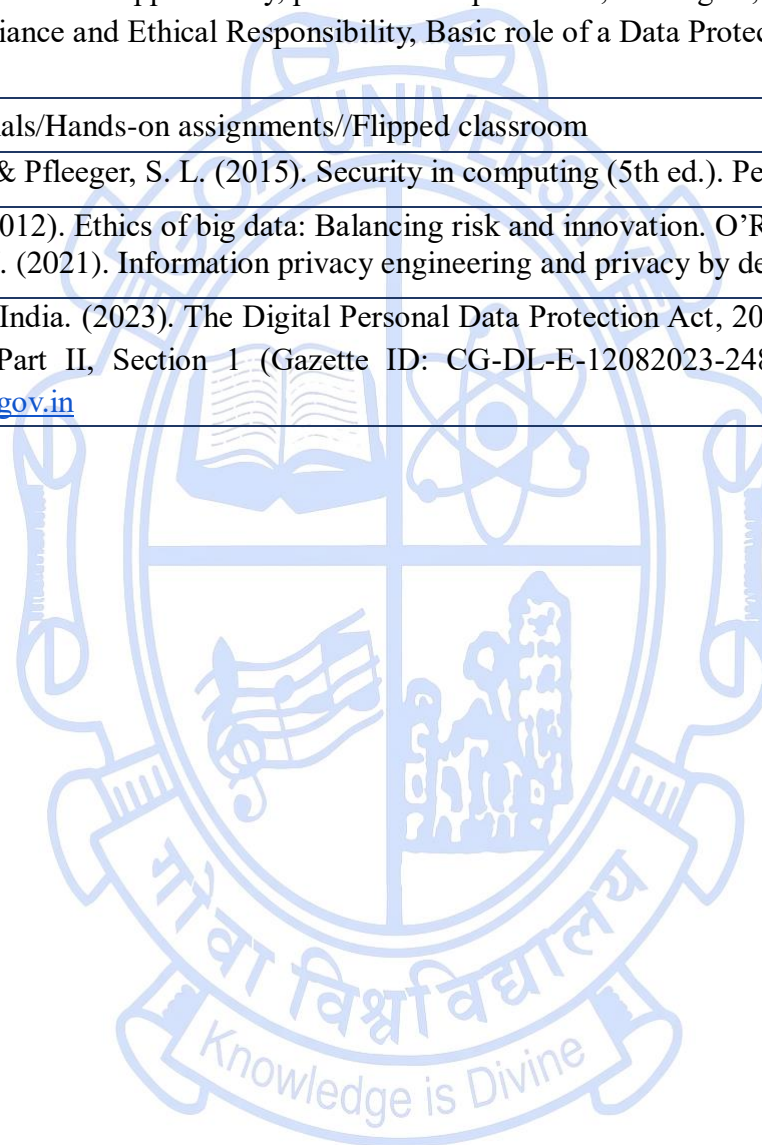 iance and Ethical Responsibility, Basic role of a Data Protec
als/Hands-on assignments//Flipped classroom
& Pfleeger, S. L. (2015). Security in computing (5th ed.). Pe
012). Ethics of big data: Balancing risk and innovation. O’R
. (2021). Information privacy engineering and privacy by de
India. (2023). The Digital Personal Data Protection Act, 20
Part II, Section 1 (Gazette ID: CG-DL-E-12082023-248
gov.in
GOA UNIVERSITY
गोंवा विश्वविद्यालय
Knowledge is Divine